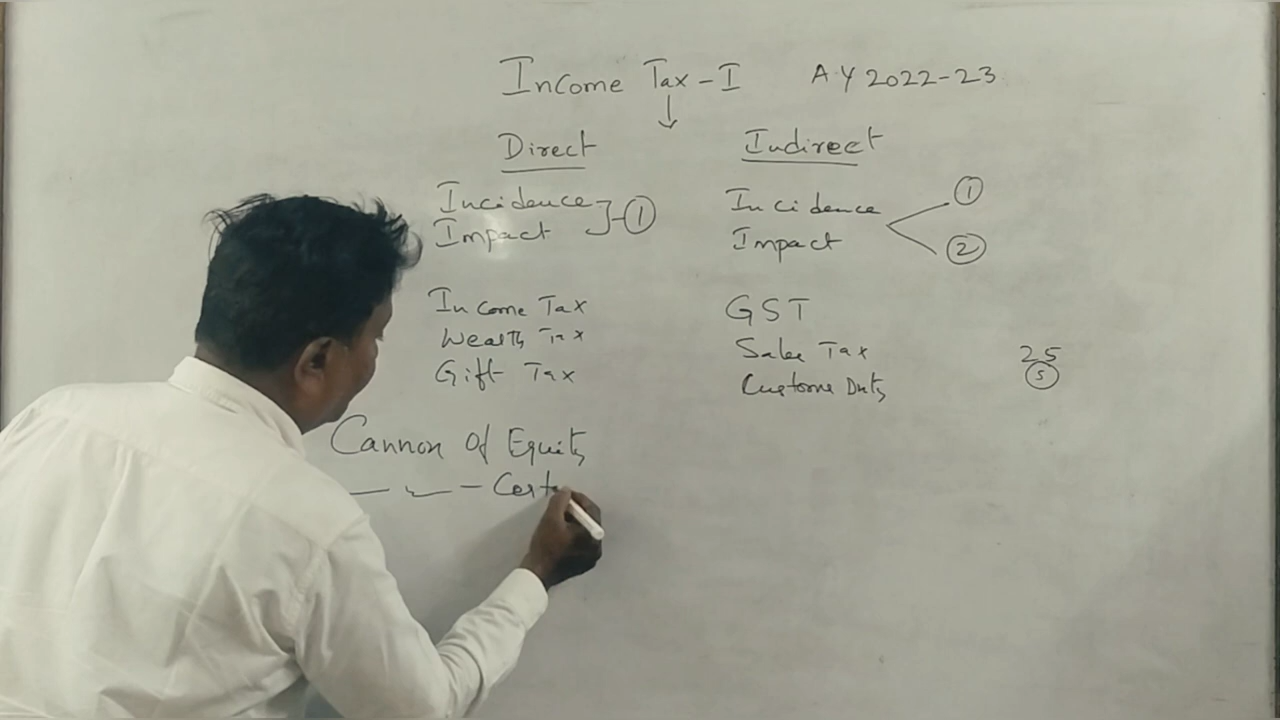 Income Tax - I A.Y 2022-23
Direct Indirect
Incidence Impact ①
Incidence ①
Impact ②
Income Tax GST
Wealth Tax Sales Tax 25
Gift Tax Customs Duty ⑤
Cannon Of Equity
— 〃 — Cert